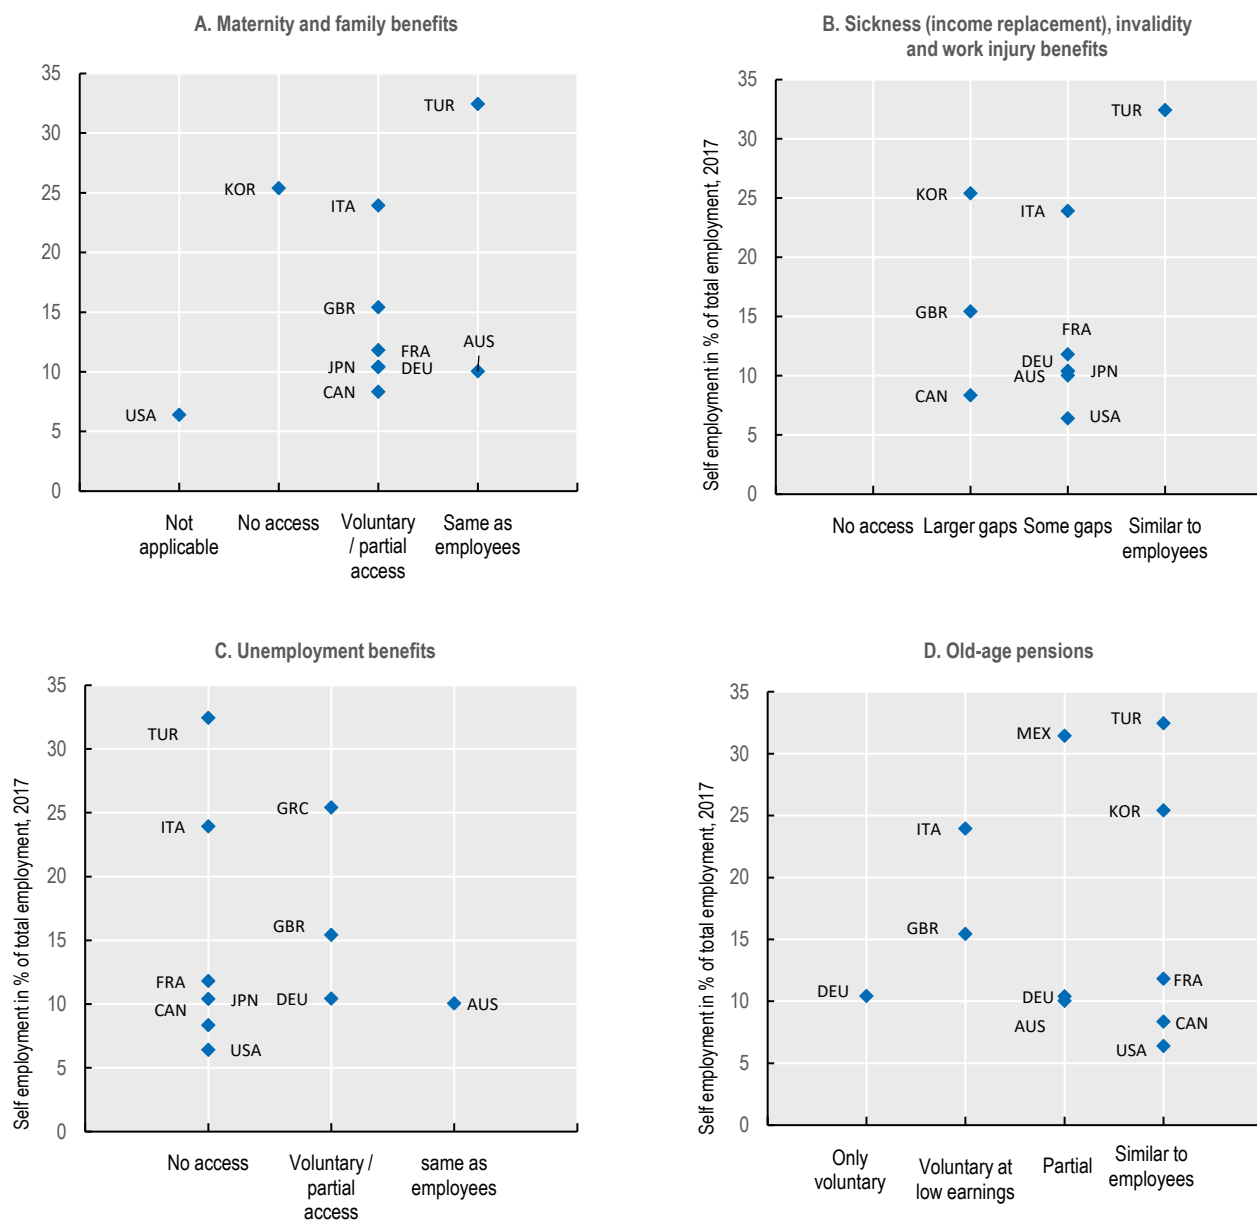 A. Maternity and family benefits
35
30
25
20
15
10
5
0
TUR
KOR
ITA
GBR
FRA
AUS
JPN
DEU
CAN
USA
Not
applicable
No access
Voluntary
/ partial
access
Same as
employees
B. Sickness (income replacement), invalidity
and work injury benefits
Self employment in % of total employment, 2017
35
30
25
20
15
10
5
0
TUR
KOR
ITA
GBR
FRA
DEU
JPN
AUS
CAN
USA
No access
Larger gaps
Some gaps
Similar to
employees
C. Unemployment benefits
Self employment in % of total employment, 2017
35
30
25
20
15
10
5
0
TUR
GRC
ITA
GBR
FRA
JPN
DEU
AUS
CAN
USA
No access
Voluntary /
partial
access
same as
employees
D. Old-age pensions
Self employment in % of total employment, 2017
35
30
25
20
15
10
5
0
TUR
MEX
KOR
ITA
GBR
FRA
DEU
DEU
AUS
CAN
USA
Only
voluntary
Voluntary at
low earnings
Partial
Similar to
employees